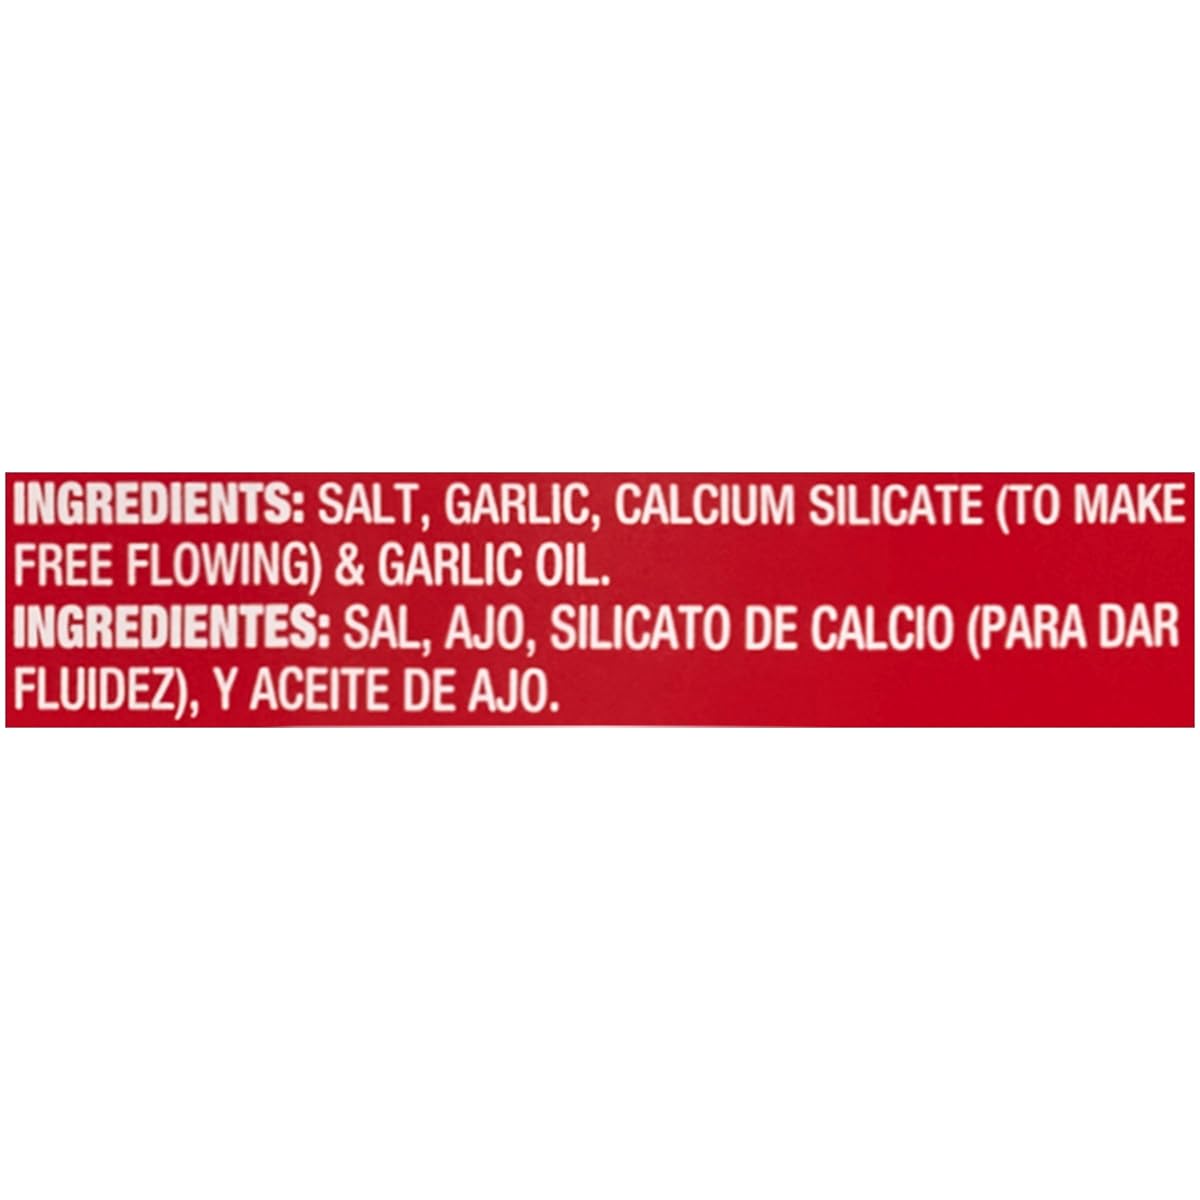 INGREDIENTS: SALT, GARLIC, CALCIUM SILICATE (TO MAKE
FREE FLOWING) & GARLIC OIL.
INGREDIENTES: SAL, AJO, SILICATO DE CALCIO (PARA DAR
FLUIDEZ), Y ACEITE DE AJO.